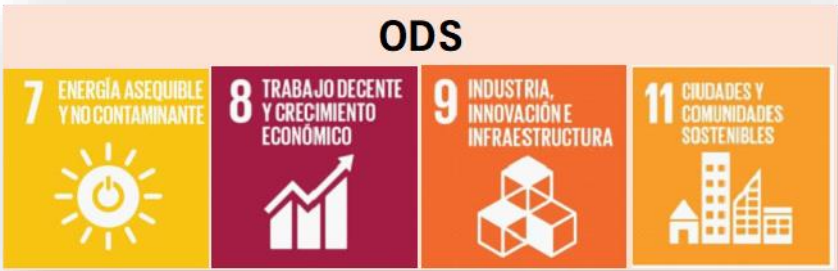 ODS
7 ENERGÍA ASEQUIBLE
Y NO CONTAMINANTE
8 TRABAJO DECENTE
Y CRECIMIENTO
ECONÓMICO
9 INDUSTRIA,
INNOVACIÓN E
INFRAESTRUCTURA
11 CIUDADES Y
COMUNIDADES
SOSTENIBLES